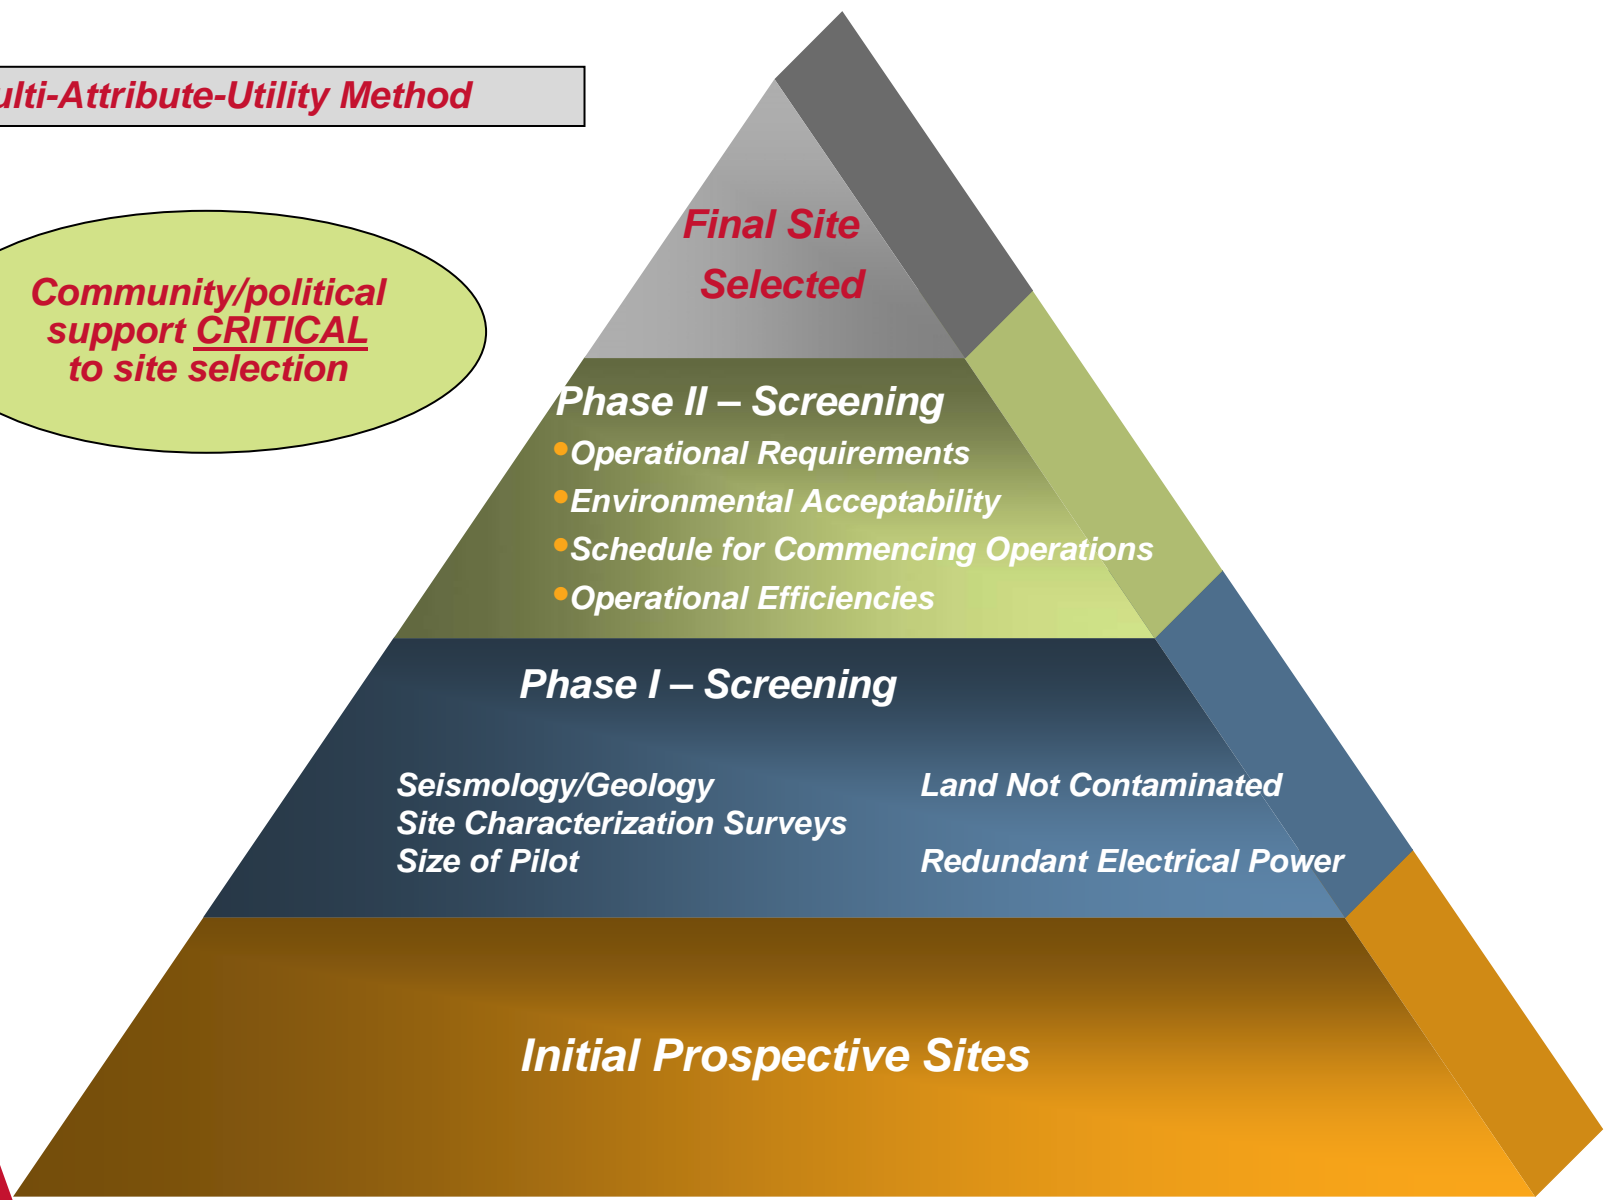 ulti-Attribute-Utility Method
Community/political
support CRITICAL
to site selection
Final Site
Selected
Phase II – Screening
•Operational Requirements
•Environmental Acceptability
•Schedule for Commencing Operations
•Operational Efficiencies
Phase I – Screening
Seismology/Geology Land Not Contaminated
Site Characterization Surveys
Size of Pilot Redundant Electrical Power
Initial Prospective Sites